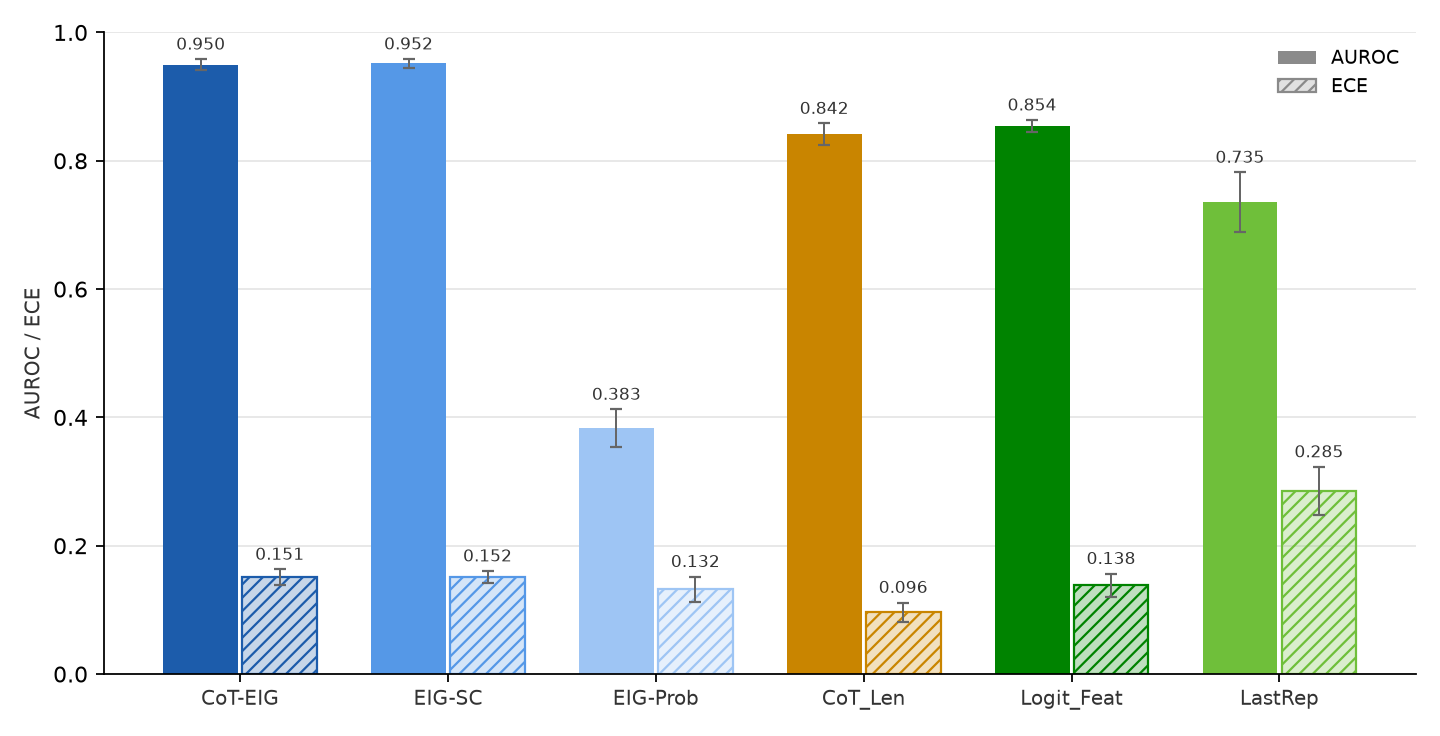 AUROC / ECE
1.0
0.8
0.6
0.4
0.2
0.0
AUROC
ECE
0.950
0.151
0.952
0.152
0.383
0.132
0.842
0.096
0.854
0.138
0.735
0.285
CoT-EIG
EIG-SC
EIG-Prob
CoT_Len
Logit_Feat
LastRep